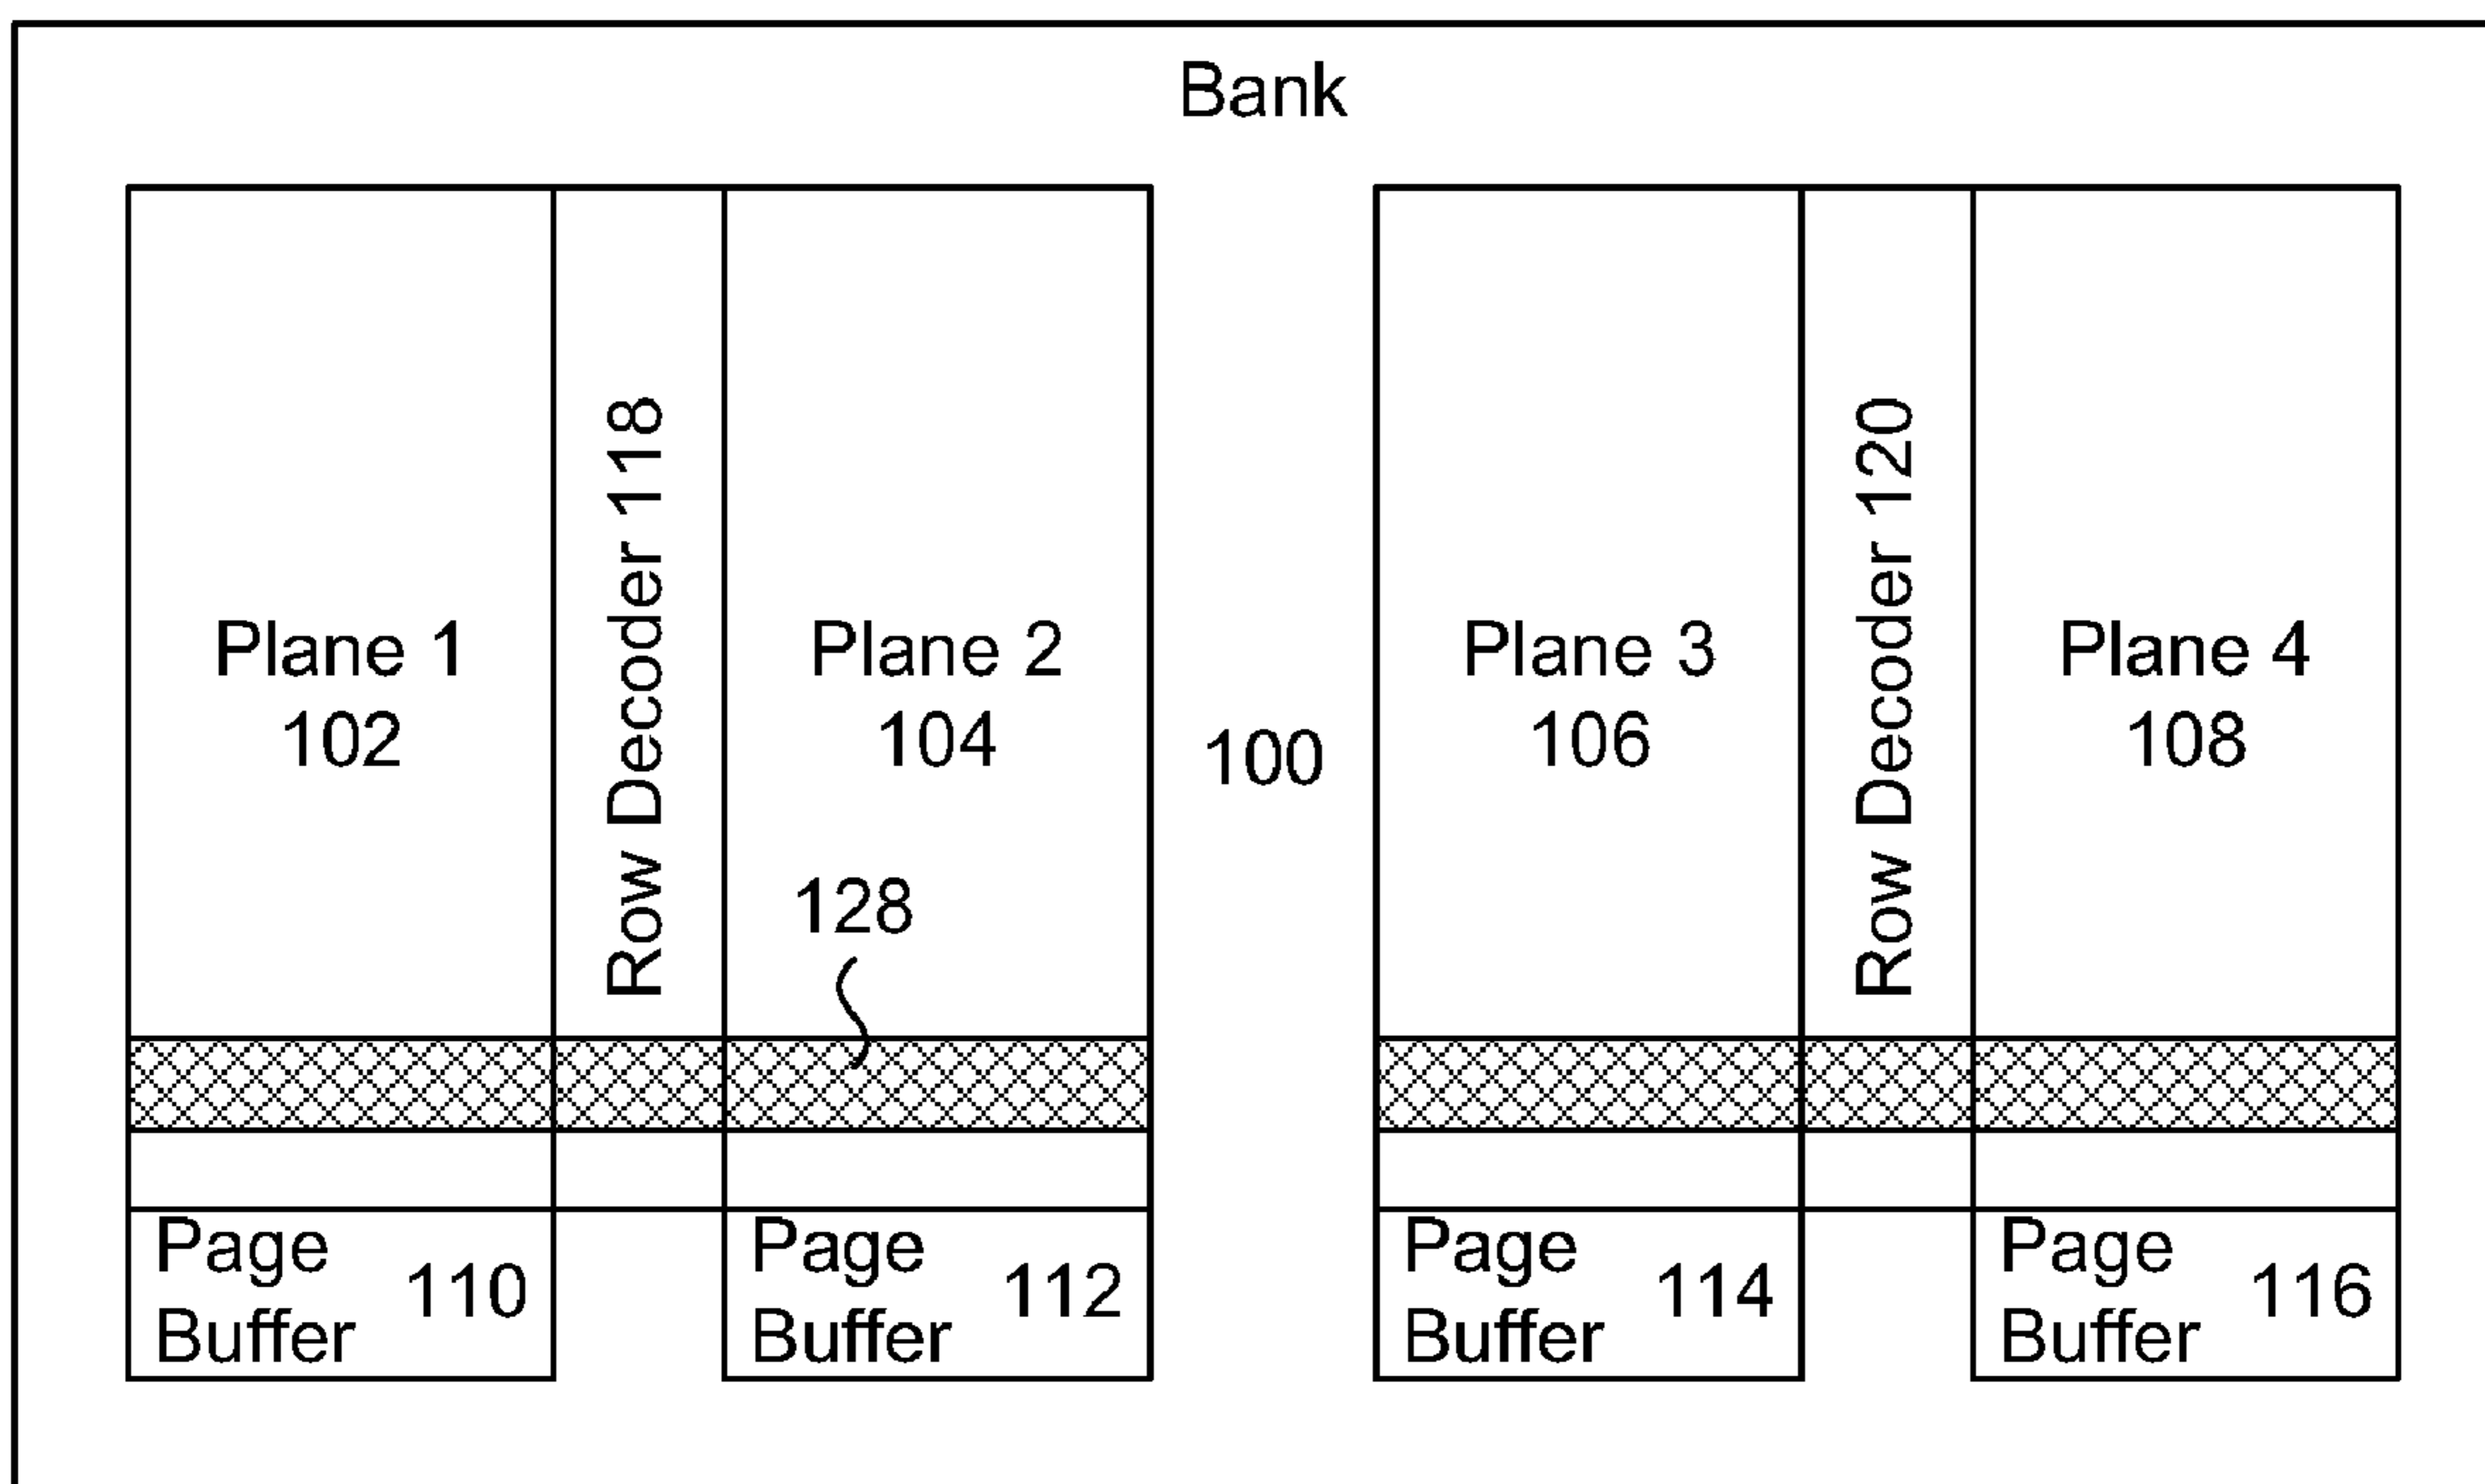 Bank
Plane 1
102
Row Decoder 118
Plane 2
104
128
100
Plane 3
106
Row Decoder 120
Plane 4
108
Page
Buffer
110
Page
Buffer
112
Page
Buffer
114
Page
Buffer
116